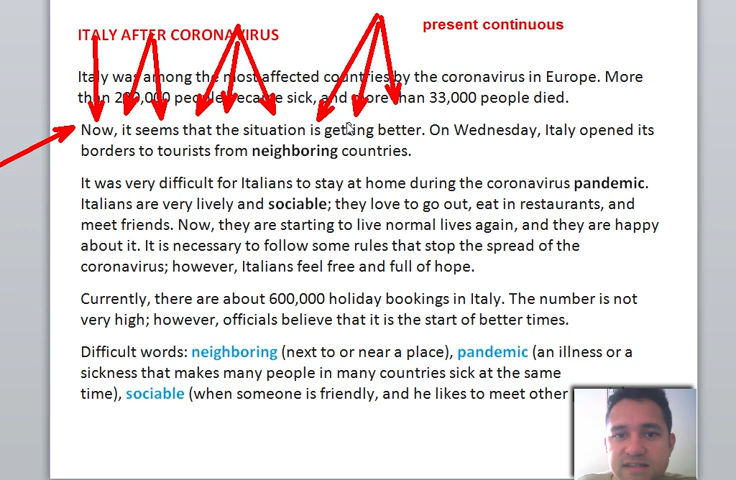 present continuous
ITALY AFTER CORONAVIRUS
Italy was among the most affected countries by the coronavirus in Europe. More
than people became sick, and more than 33,000 people died.
Now, it seems that the situation is getting better. On Wednesday, Italy opened its
borders to tourists from neighboring countries.
It was very difficult for Italians to stay at home during the coronavirus pandemic.
Italians are very lively and sociable; they love to go out, eat in restaurants, and
meet friends. Now, they are starting to live normal lives again, and they are happy
about it. It is necessary to follow some rules that stop the spread of the
coronavirus; however, Italians feel free and full of hope.
Currently, there are about 600,000 holiday bookings in Italy. The number is not
very high; however, officials believe that it is the start of better times.
Difficult words: neighboring (next to or near a place), pandemic (an illness or a
sickness that makes many people in many countries sick at the same
time), sociable (when someone is friendly, and he likes to meet other